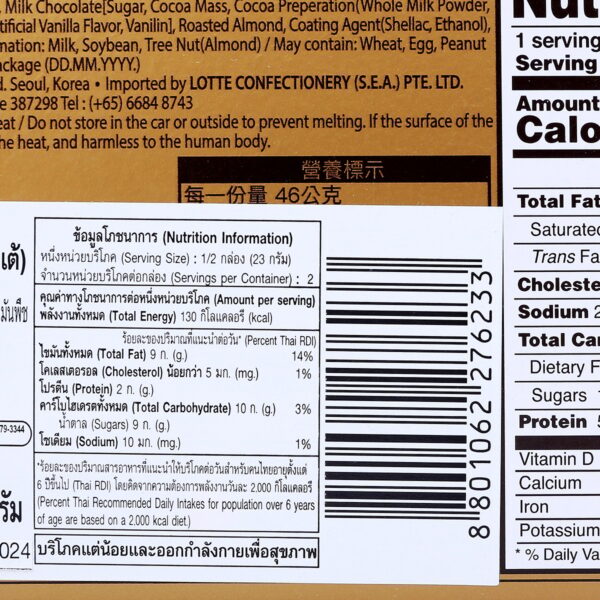 Milk Chocolate[Sugar, Cocoa Mass, Cocoa Preperation(Whole Milk Powder,
Artificial Vanilla Flavor, Vanilin], Roasted Almond, Coating Agent(Shellac, Ethanol),
rmation: Milk, Soybean, Tree Nut(Almond) / May contain: Wheat, Egg, Peanut
ackage (DD.MM.YYYY.)
d. Seoul, Korea • Imported by LOTTE CONFECTIONERY (S.E.A.) PTE. LTD.
e 387298 Tel : (+65) 6684 8743
eat / Do not store in the car or outside to prevent melting. If the surface of the
he heat, and harmless to the human body.
營養標示
每一份量 46公克
เต้)
มันพืช
79-3344
รัม
024
ข้อมูลโภชนาการ (Nutrition Information)
หนึ่งหน่วยบริโภค (Serving Size) : 1/2 กล่อง (23 กรัม)
จำนวนหน่วยบริโภคต่อกล่อง (Servings per Container) : 2
คุณค่าทางโภชนาการต่อหนึ่งหน่วยบริโภค (Amount per serving)
พลังงานทั้งหมด (Total Energy) 130 กิโลแคลอรี (kcal)
ร้อยละของปริมาณที่แนะนำต่อวัน* (Percent Thai RDI)
ไขมันทั้งหมด (Total Fat) 9 ก. (g.) 14%
โคเลสเตอรอล (Cholesterol) น้อยกว่า 5 มก. (mg.) 1%
โปรตีน (Protein) 2 ก. (g.)
คาร์โบไฮเดรตทั้งหมด (Total Carbohydrate) 10 ก. (g.) 3%
น้ำตาล (Sugars) 9 ก. (g.)
โซเดียม (Sodium) 10 มก. (mg.) 1%
*ร้อยละของปริมาณสารอาหารที่แนะนำให้บริโภคต่อวันสำหรับคนไทยอายุตั้งแต่
6 ปีขึ้นไป (Thai RDI) โดยคิดจากความต้องการพลังงานวันละ 2,000 กิโลแคลอรี
(Percent Thai Recommended Daily Intakes for population over 6 years
of age are based on a 2,000 kcal diet.)
บริโภคแต่น้อยและออกกำลังกายเพื่อสุขภาพ
8 801062 276233
Nut
1 serving
Serving
Amount
Calo
Total Fat
Saturated
Trans Fa
Choleste
Sodium 2
Total Car
Dietary F
Sugars 1
Protein 5
Vitamin D
Calcium
Iron
Potassium
* % Daily Va